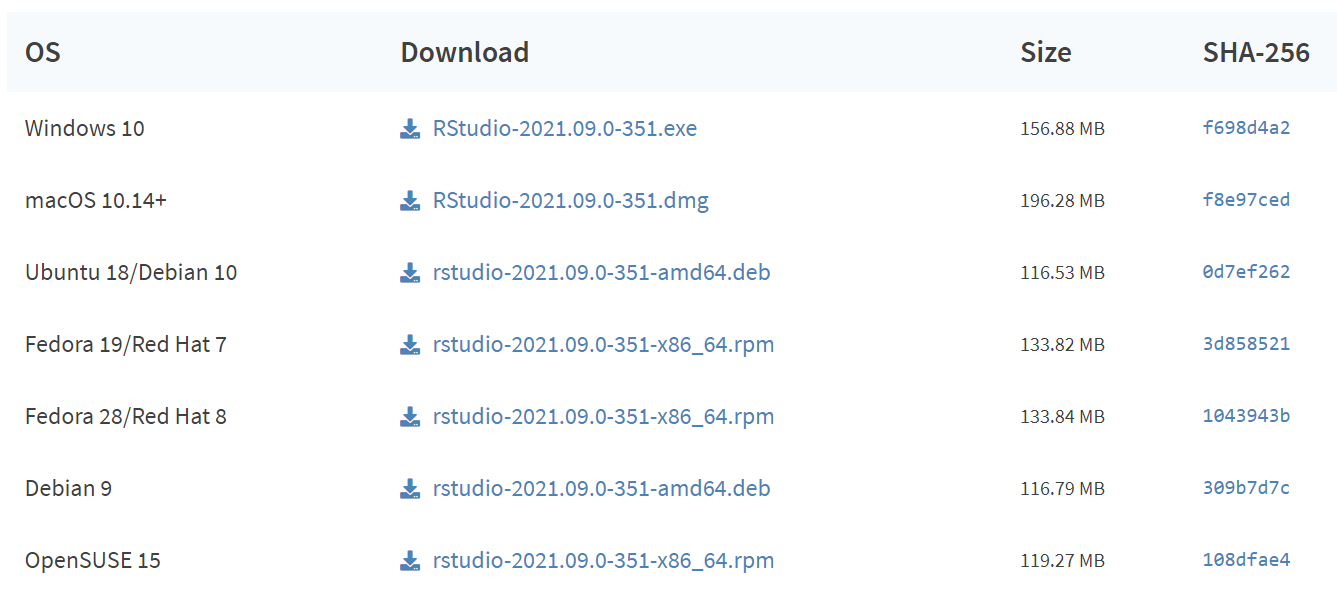 OS Download Size SHA-256
Windows 10 RStudio-2021.09.0-351.exe 156.88 MB f698d4a2
macOS 10.14+ RStudio-2021.09.0-351.dmg 196.28 MB f8e97ced
Ubuntu 18/Debian 10 rstudio-2021.09.0-351-amd64.deb 116.53 MB 0d7ef262
Fedora 19/Red Hat 7 rstudio-2021.09.0-351-x86_64.rpm 133.82 MB 3d858521
Fedora 28/Red Hat 8 rstudio-2021.09.0-351-x86_64.rpm 133.84 MB 1043943b
Debian 9 rstudio-2021.09.0-351-amd64.deb 116.79 MB 309b7d7c
OpenSUSE 15 rstudio-2021.09.0-351-x86_64.rpm 119.27 MB 108dfae4